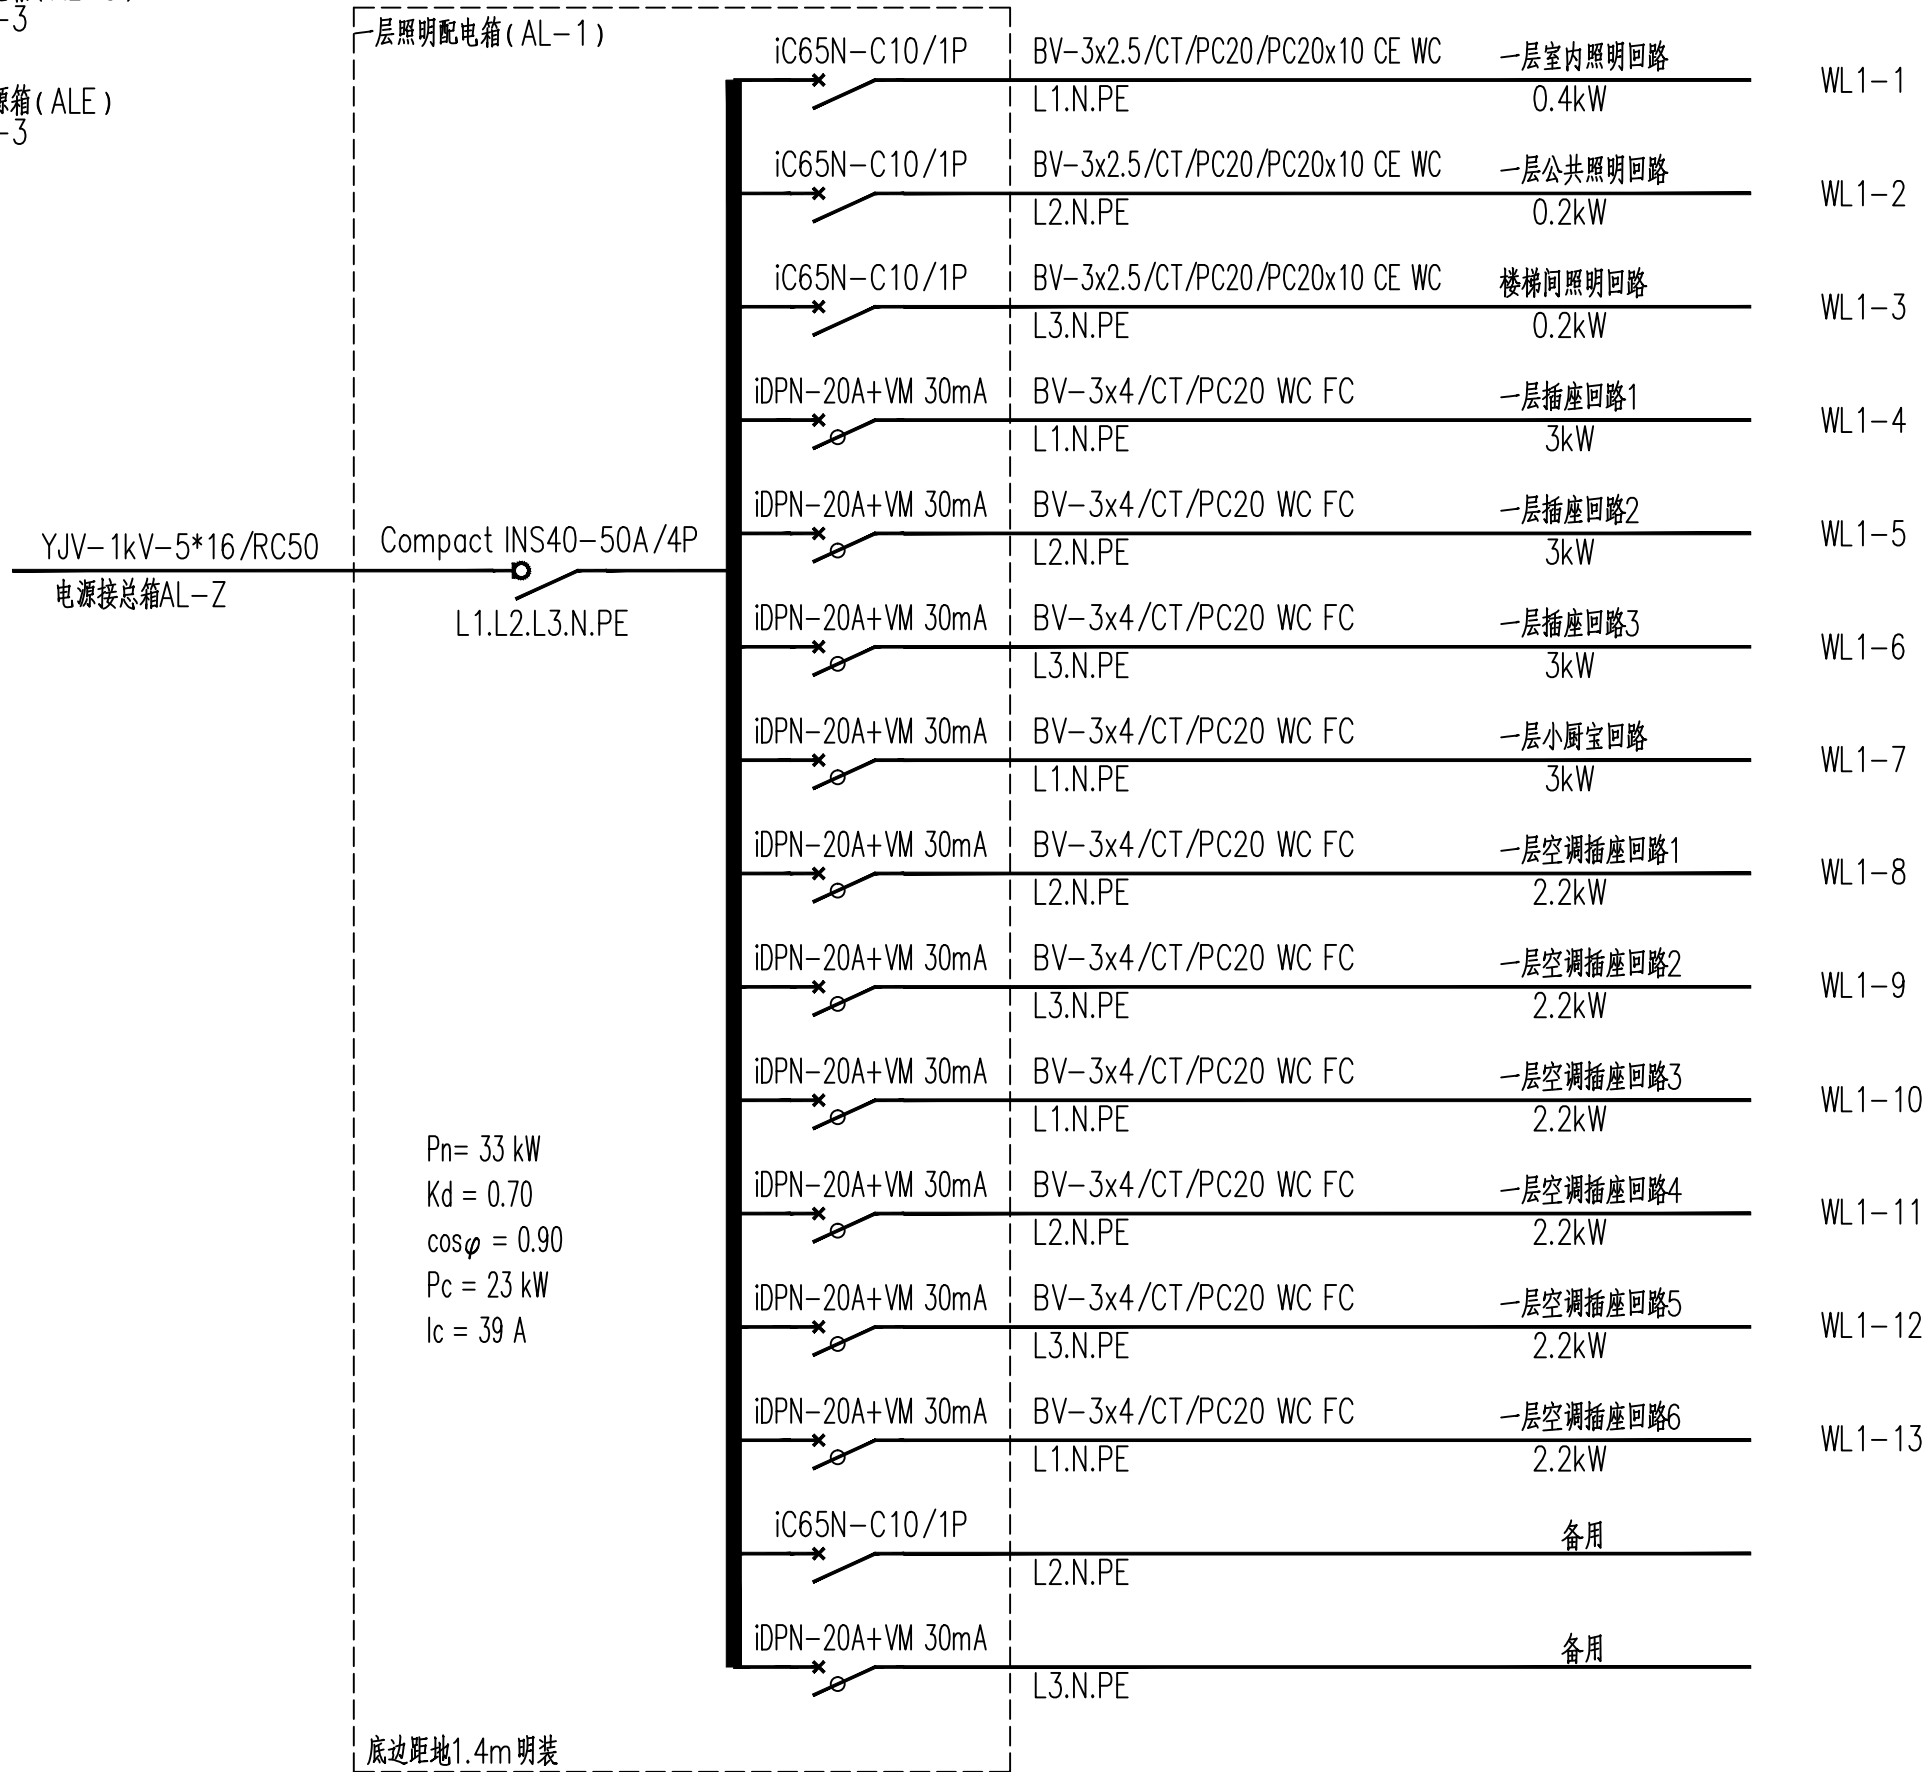 -3
源箱(ALE)
-3
一层照明配电箱(AL-1)
iC65N-C10/1P BV-3x2.5/CT/PC20/PC20x10 CE WC 一层室内照明回路 WL1-1
L1.N.PE 0.4kW
iC65N-C10/1P BV-3x2.5/CT/PC20/PC20x10 CE WC 一层公共照明回路 WL1-2
L2.N.PE 0.2kW
iC65N-C10/1P BV-3x2.5/CT/PC20/PC20x10 CE WC 楼梯间照明回路 WL1-3
L3.N.PE 0.2kW
iDPN-20A+VM 30mA BV-3x4/CT/PC20 WC FC 一层插座回路1 WL1-4
L1.N.PE 3kW
iDPN-20A+VM 30mA BV-3x4/CT/PC20 WC FC 一层插座回路2 WL1-5
L2.N.PE 3kW
YJV-1kV-5*16/RC50 Compact INS40-50A/4P
电源接总箱AL-Z
L1.L2.L3.N.PE
iDPN-20A+VM 30mA BV-3x4/CT/PC20 WC FC 一层插座回路3 WL1-6
L3.N.PE 3kW
iDPN-20A+VM 30mA BV-3x4/CT/PC20 WC FC 一层小厨宝回路 WL1-7
L1.N.PE 3kW
iDPN-20A+VM 30mA BV-3x4/CT/PC20 WC FC 一层空调插座回路1 WL1-8
L2.N.PE 2.2kW
iDPN-20A+VM 30mA BV-3x4/CT/PC20 WC FC 一层空调插座回路2 WL1-9
L3.N.PE 2.2kW
iDPN-20A+VM 30mA BV-3x4/CT/PC20 WC FC 一层空调插座回路3 WL1-10
L1.N.PE 2.2kW
iDPN-20A+VM 30mA BV-3x4/CT/PC20 WC FC 一层空调插座回路4 WL1-11
L2.N.PE 2.2kW
iDPN-20A+VM 30mA BV-3x4/CT/PC20 WC FC 一层空调插座回路5 WL1-12
L3.N.PE 2.2kW
iDPN-20A+VM 30mA BV-3x4/CT/PC20 WC FC 一层空调插座回路6 WL1-13
L1.N.PE 2.2kW
Pn= 33 kW
Kd = 0.70
cosφ = 0.90
Pc = 23 kW
Ic = 39 A
iC65N-C10/1P 备用
L2.N.PE
iDPN-20A+VM 30mA 备用
L3.N.PE
底边距地1.4m明装